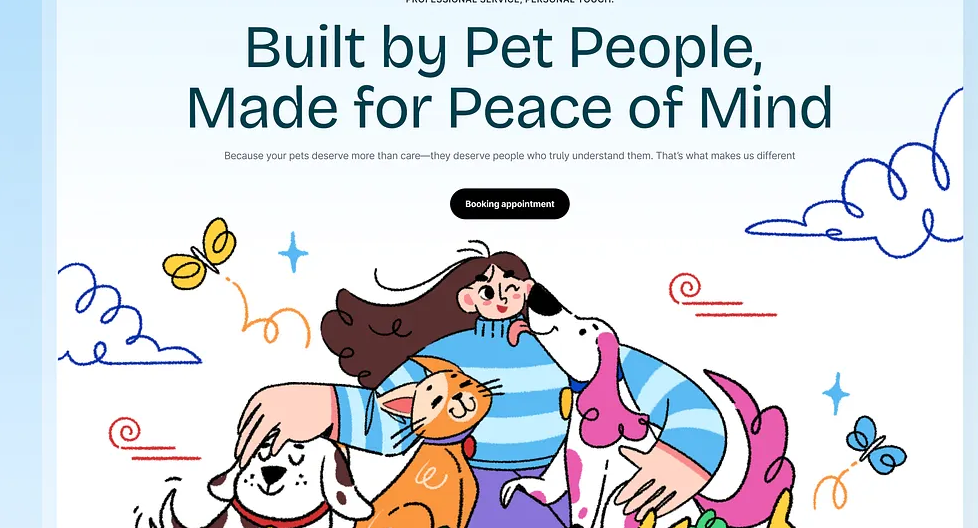 PROFESSIONAL SERVICE, PERSONAL TOUCH.
Built by Pet People,
Made for Peace of Mind
Because your pets deserve more than care—they deserve people who truly understand them. That's what makes us different
Booking appointment